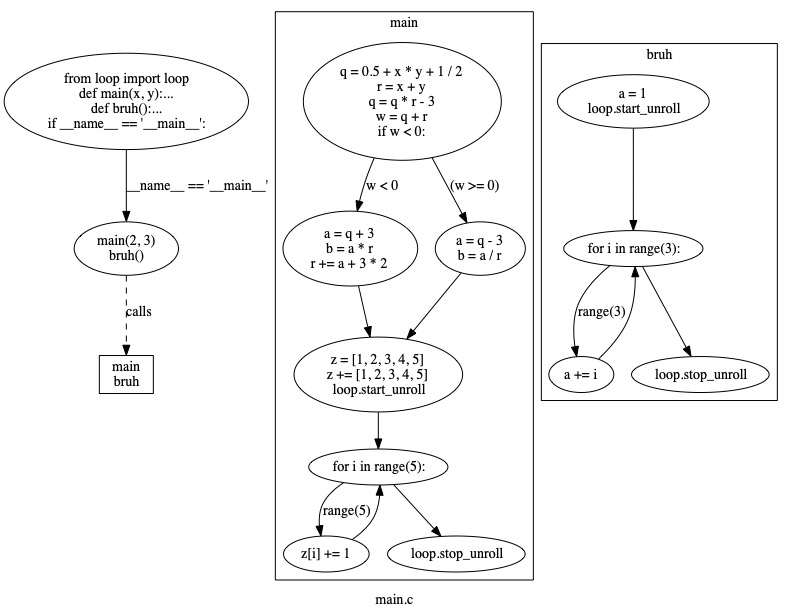 from loop import loop
def main(x, y):...
def bruh():...
if __name__ == '__main__':
__name__ == '__main__'
main(2, 3)
bruh()
calls
main
bruh
main
q = 0.5 + x * y + 1 / 2
r = x + y
q = q * r - 3
w = q + r
if w < 0:
w < 0
(w >= 0)
a = q + 3
b = a * r
r += a + 3 * 2
a = q - 3
b = a / r
z = [1, 2, 3, 4, 5]
z += [1, 2, 3, 4, 5]
loop.start_unroll
for i in range(5):
range(5)
z[i] += 1
loop.stop_unroll
bruh
a = 1
loop.start_unroll
for i in range(3):
range(3)
a += i
loop.stop_unroll
main.c